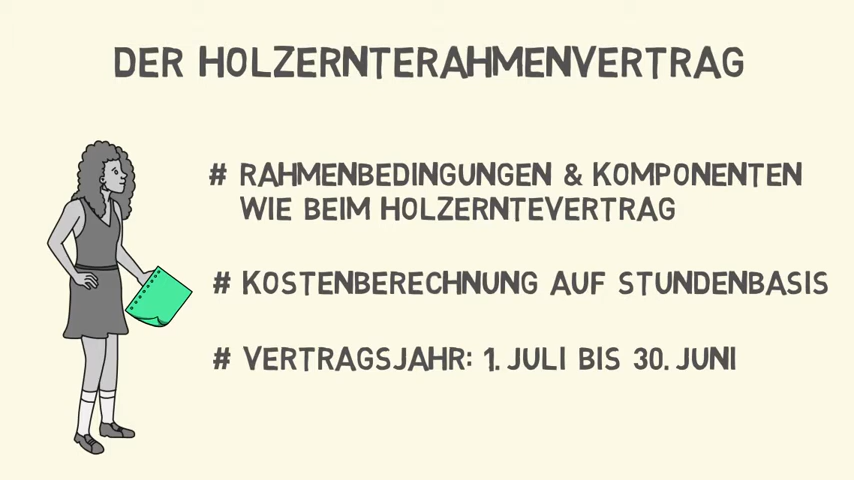 DER HOLZERNTERAHMENVERTRAG
# RAHMENBEDINGUNGEN & KOMPONENTEN
WIE BEIM HOLZERNTEVERTRAG
# KOSTENBERECHNUNG AUF STUNDENBASIS
# VERTRAGSJAHR: 1. JULI BIS 30. JUNI